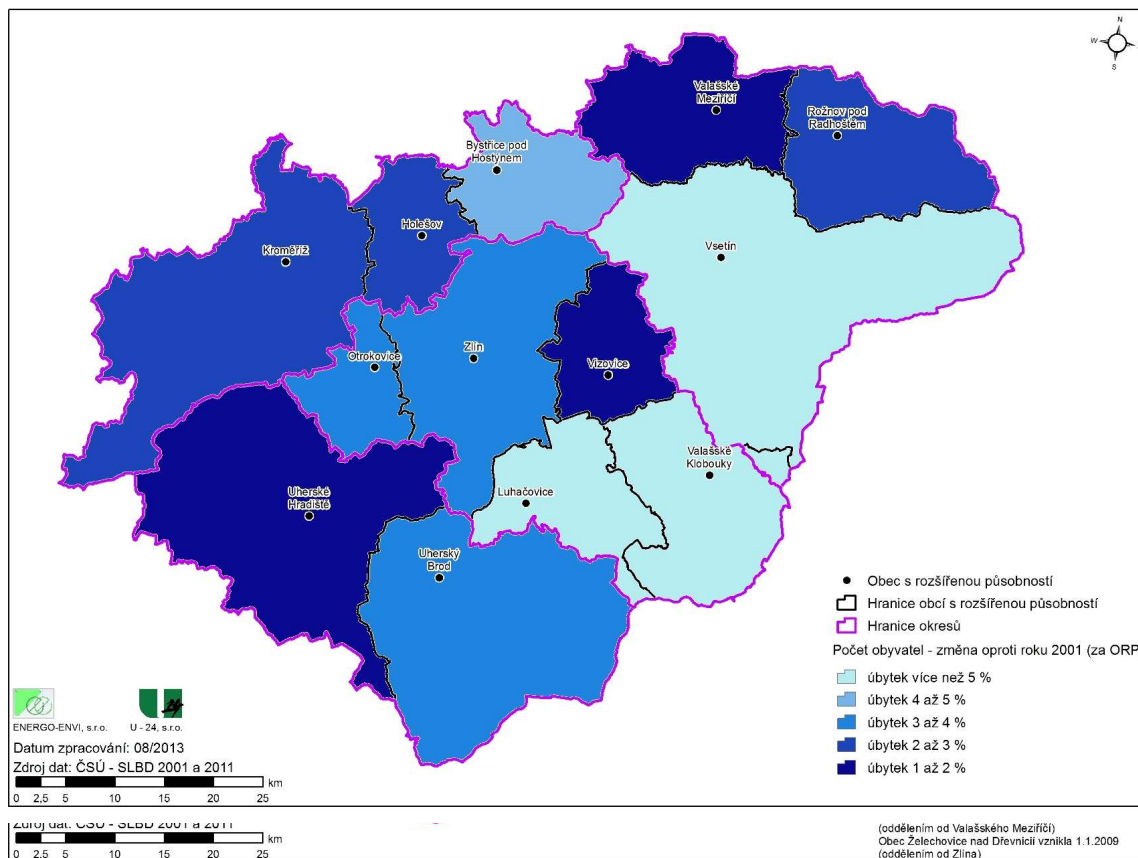 N
W
S
Valašské
Meziříčí
Rožnov pod
Radhoštěm
Bystřice pod
Hostýnem
Holešov
Kroměříž
Vsetín
Otrokovice
Zlín
Vizovice
Valašské
Klobouky
Luhačovice
Uherské
Hradiště
Uherský
Brod
Obec s rozšířenou působností
Hranice obcí s rozšířenou působností
Hranice okresů
Počet obyvatel - změna oproti roku 2001 (za ORP
úbytek více než 5 %
úbytek 4 až 5 %
úbytek 3 až 4 %
úbytek 2 až 3 %
úbytek 1 až 2 %
ENERGO-ENVI, s.r.o. U - 24, s.r.o.
Datum zpracování: 08/2013
Zdroj dat: ČSÚ - SLBD 2001 a 2011
km
0 2,5 5 10 15 20 25
Zdroj dat: ČSÚ - SLBD 2001 a 2011
km
0 2,5 5 10 15 20 25
(oddělením od Valašského Meziříčí)
Obec Želechovice nad Dřevnicí vznikla 1.1.2009
(oddělením od Zlína)